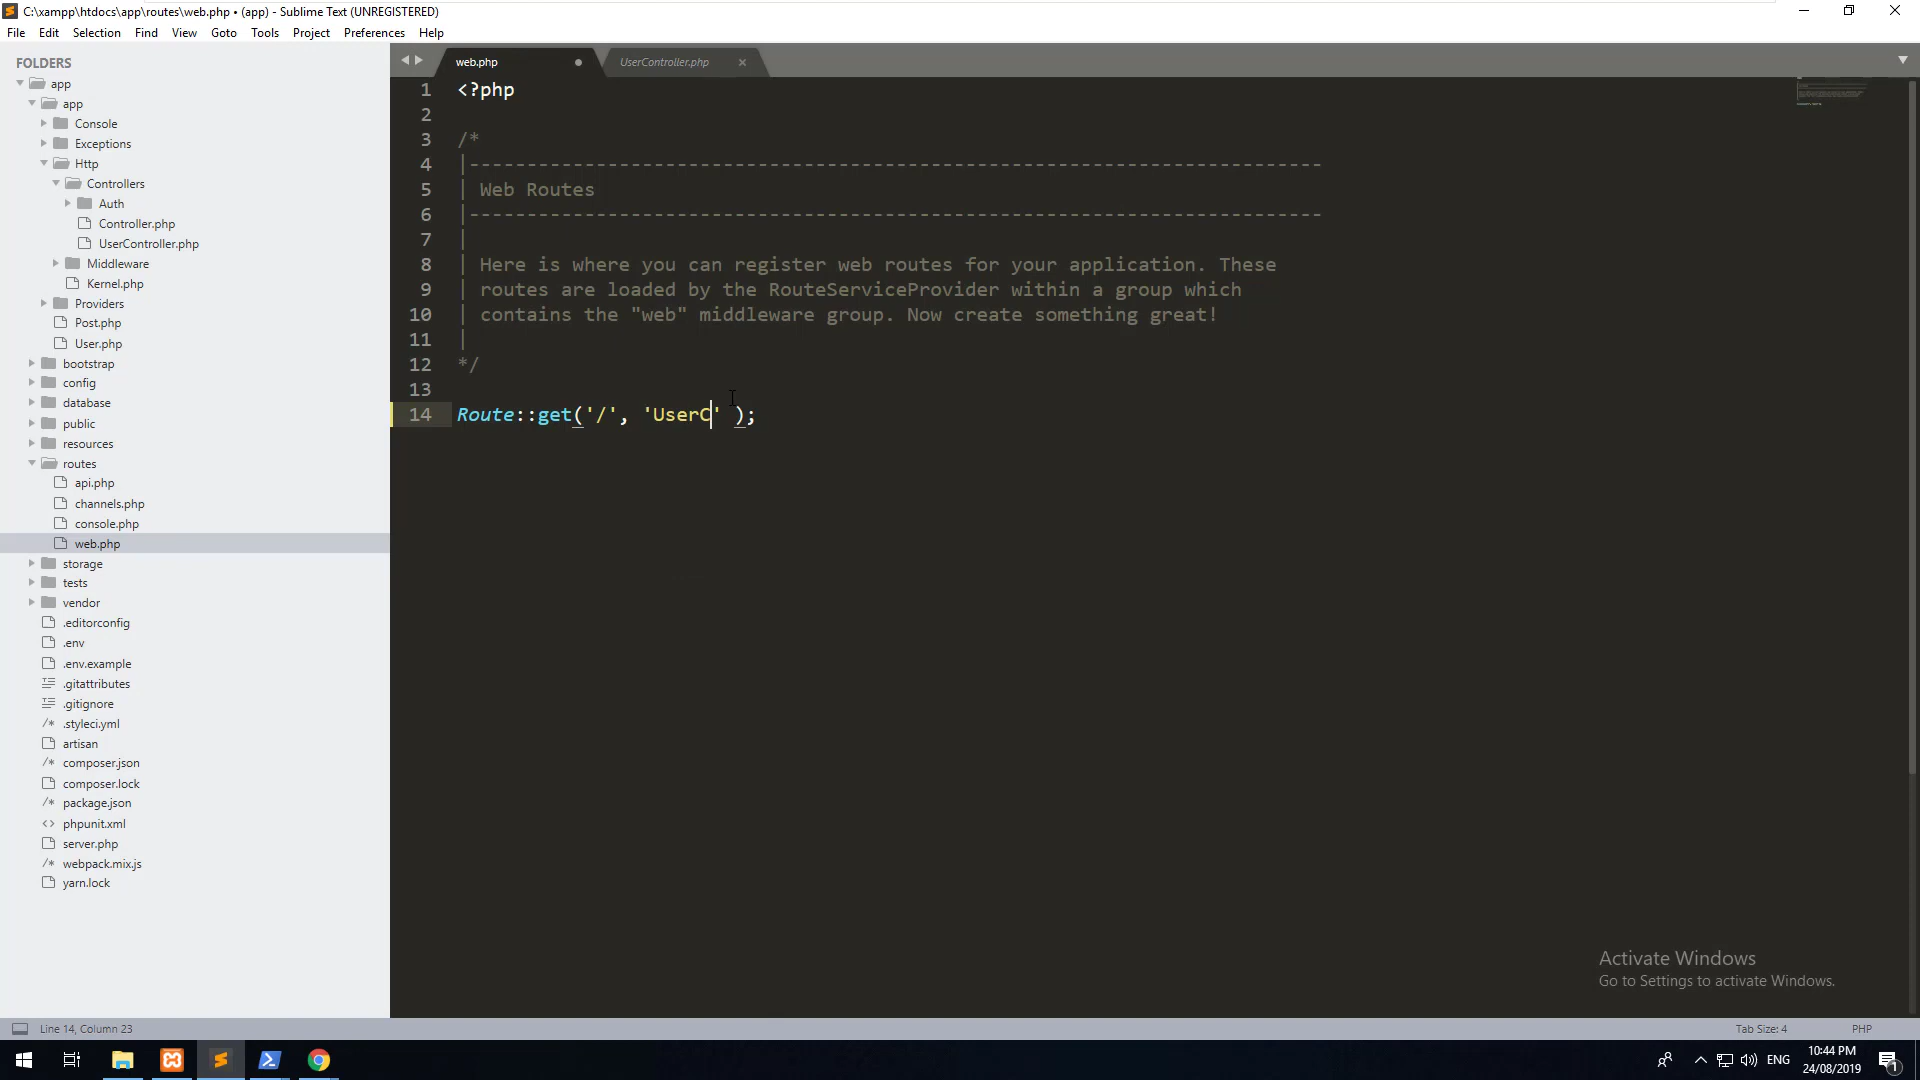 C:\xampp\htdocs\app\routes\web.php • (app) - Sublime Text (UNREGISTERED)
File Edit Selection Find View Goto Tools Project Preferences Help
FOLDERS
app
app
Console
Exceptions
Http
Controllers
Auth
Controller.php
UserController.php
Middleware
Kernel.php
Providers
Post.php
User.php
bootstrap
config
database
public
resources
routes
api.php
channels.php
console.php
web.php
storage
tests
vendor
.editorconfig
.env
.env.example
.gitattributes
.gitignore
.styleci.yml
artisan
composer.json
composer.lock
package.json
phpunit.xml
server.php
webpack.mix.js
yarn.lock
web.php UserController.php
1 <?php
2
3 /*
4 |--------------------------------------------------------------------------
5 | Web Routes
6 |--------------------------------------------------------------------------
7 |
8 | Here is where you can register web routes for your application. These
9 | routes are loaded by the RouteServiceProvider within a group which
10 | contains the "web" middleware group. Now create something great!
11 |
12 */
13
14 Route::get('/', 'UserC' );
Activate Windows
Go to Settings to activate Windows.
Line 14, Column 23 Tab Size: 4 PHP
ENG 10:44 PM
24/08/2019
1